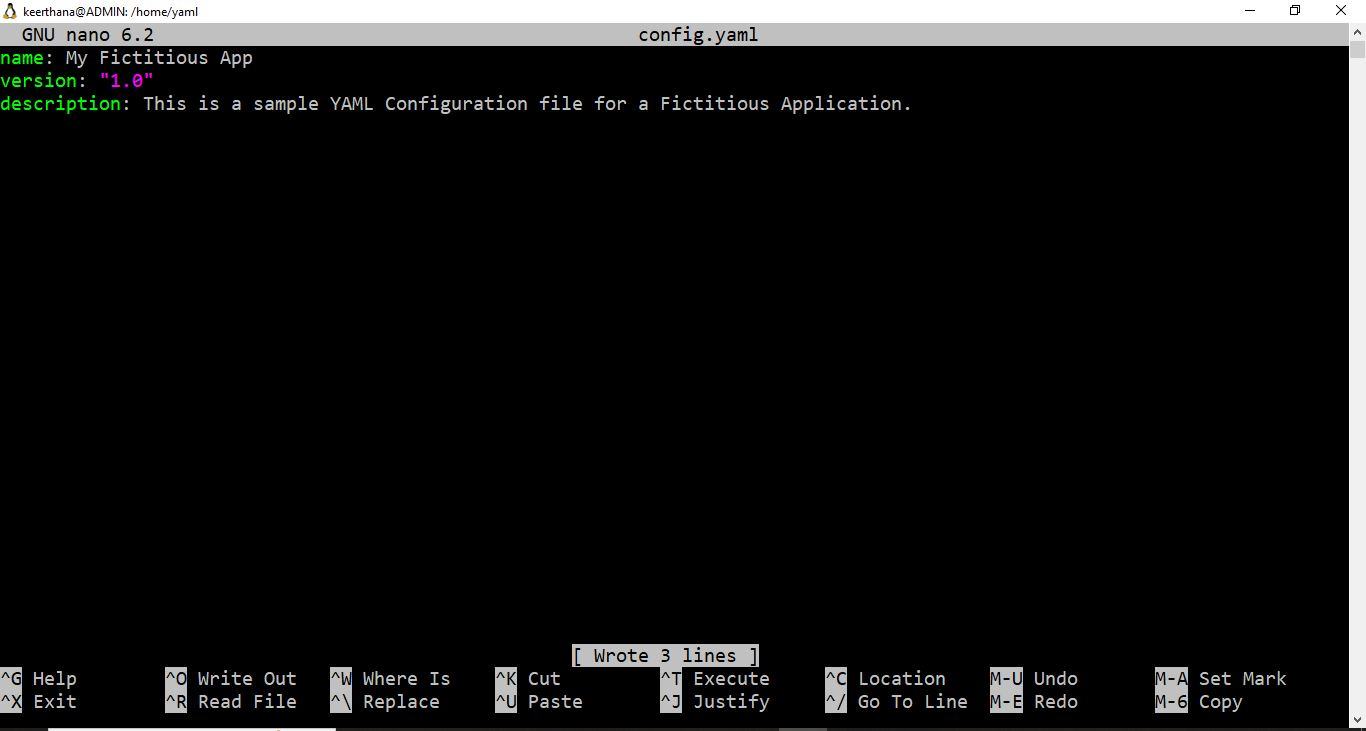 keerthana@ADMIN: /home/yaml
GNU nano 6.2 config.yaml
name: My Fictitious App
version: "1.0"
description: This is a sample YAML Configuration file for a Fictitious Application.
[ Wrote 3 lines ]
^G Help ^O Write Out ^W Where Is ^K Cut ^T Execute ^C Location M-U Undo M-A Set Mark
^X Exit ^R Read File ^\ Replace ^U Paste ^J Justify ^/ Go To Line M-E Redo M-6 Copy